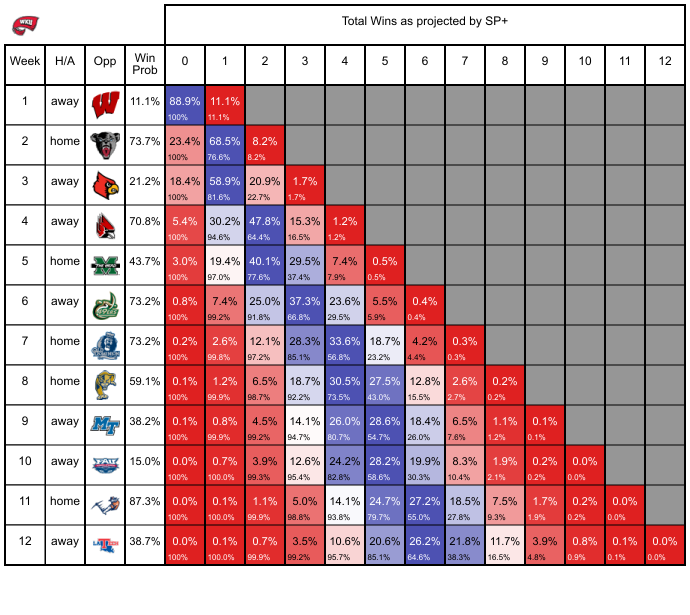 WKU
Total Wins as projected by SP+
Week H/A Opp Win Prob 0 1 2 3 4 5 6 7 8 9 10 11 12
1 away 11.1% 88.9% 11.1%
100% 11.1%
2 home 73.7% 23.4% 68.5% 8.2%
100% 76.6% 8.2%
3 away 21.2% 18.4% 58.9% 20.9% 1.7%
100% 81.6% 22.7% 1.7%
4 away 70.8% 5.4% 30.2% 47.8% 15.3% 1.2%
100% 94.6% 64.4% 16.5% 1.2%
5 home M 43.7% 3.0% 19.4% 40.1% 29.5% 7.4% 0.5%
100% 97.0% 77.6% 37.4% 7.9% 0.5%
6 away 73.2% 0.8% 7.4% 25.0% 37.3% 23.6% 5.5% 0.4%
100% 99.2% 91.8% 66.8% 29.5% 5.9% 0.4%
7 home 73.2% 0.2% 2.6% 12.1% 28.3% 33.6% 18.7% 4.2% 0.3%
100% 99.8% 97.2% 85.1% 56.8% 23.2% 4.4% 0.3%
8 home 59.1% 0.1% 1.2% 6.5% 18.7% 30.5% 27.5% 12.8% 2.6% 0.2%
100% 99.9% 98.7% 92.2% 73.5% 43.0% 15.5% 2.7% 0.2%
9 away MT 38.2% 0.1% 0.8% 4.5% 14.1% 26.0% 28.6% 18.4% 6.5% 1.1% 0.1%
100% 99.9% 99.2% 94.7% 80.7% 54.7% 26.0% 7.6% 1.2% 0.1%
10 away FAU 15.0% 0.0% 0.7% 3.9% 12.6% 24.2% 28.2% 19.9% 8.3% 1.9% 0.2% 0.0%
100% 100.0% 99.3% 95.4% 82.8% 58.6% 30.3% 10.4% 2.1% 0.2% 0.0%
11 home 87.3% 0.0% 0.1% 1.1% 5.0% 14.1% 24.7% 27.2% 18.5% 7.5% 1.7% 0.2% 0.0%
100% 100.0% 99.9% 98.8% 93.8% 79.7% 55.0% 27.8% 9.3% 1.9% 0.2% 0.0%
12 away LA TECH 38.7% 0.0% 0.1% 0.7% 3.5% 10.6% 20.6% 26.2% 21.8% 11.7% 3.9% 0.8% 0.1% 0.0%
100% 100.0% 99.9% 99.2% 95.7% 85.1% 64.6% 38.3% 16.5% 4.8% 0.9% 0.1% 0.0%